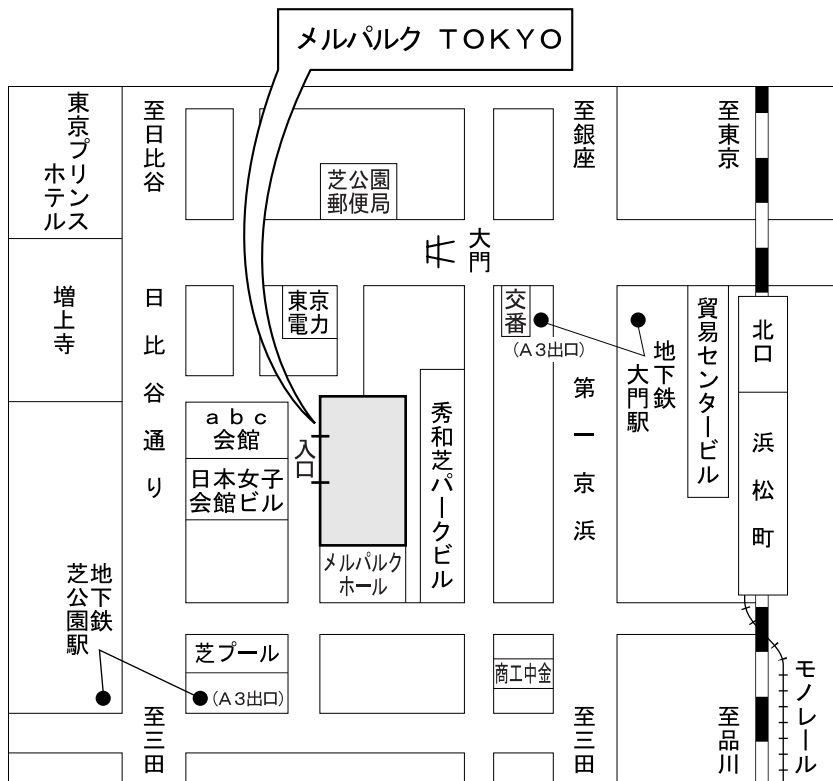 メルパルク TOKYO
東京プリンス
ホテル
至日比谷
至銀座
至東京
芝公園
郵便局
大門
増上寺
日比谷通り
東京
電力
交番
(A3出口)
地下鉄
大門駅
貿易センタービル
北口
浜松町
第一京浜
abc
会館
日本女子
会館ビル
入口
秀和芝パークビル
メルパルク
ホール
地下鉄
芝公園駅
芝プール
(A3出口)
商工中金
至三田
至三田
至品川
モノレール